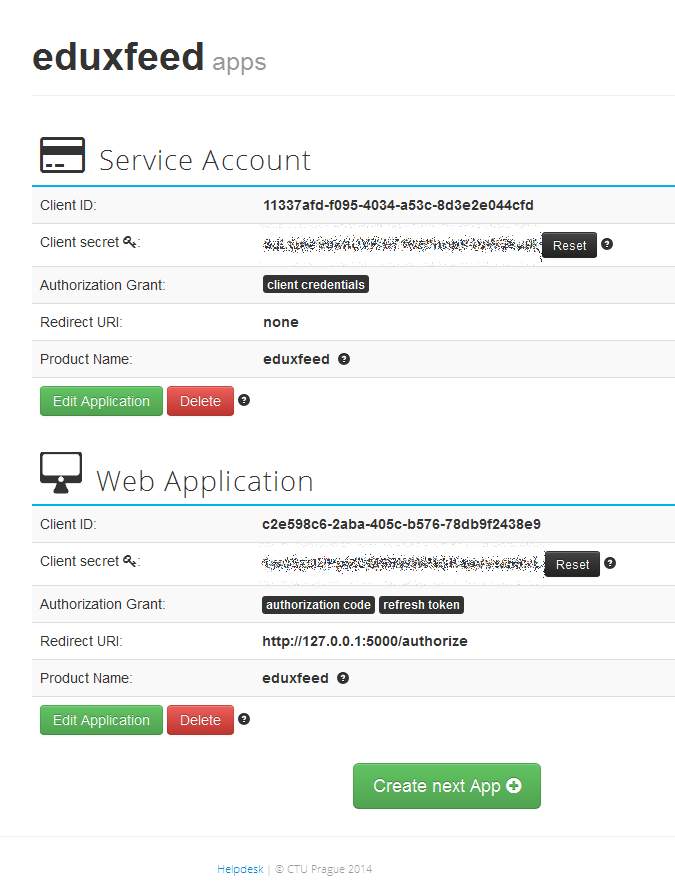 eduxfeed apps
Service Account
Client ID: 11337afd-f095-4034-a53c-8d3e2e044cfd
Client secret : Reset ?
Authorization Grant: client credentials
Redirect URI: none
Product Name: eduxfeed ?
Edit Application Delete ?
Web Application
Client ID: c2e598c6-2aba-405c-b576-78db9f2438e9
Client secret : Reset ?
Authorization Grant: authorization code refresh token
Redirect URI: http://127.0.0.1:5000/authorize
Product Name: eduxfeed ?
Edit Application Delete ?
Create next App
Helpdesk | © CTU Prague 2014